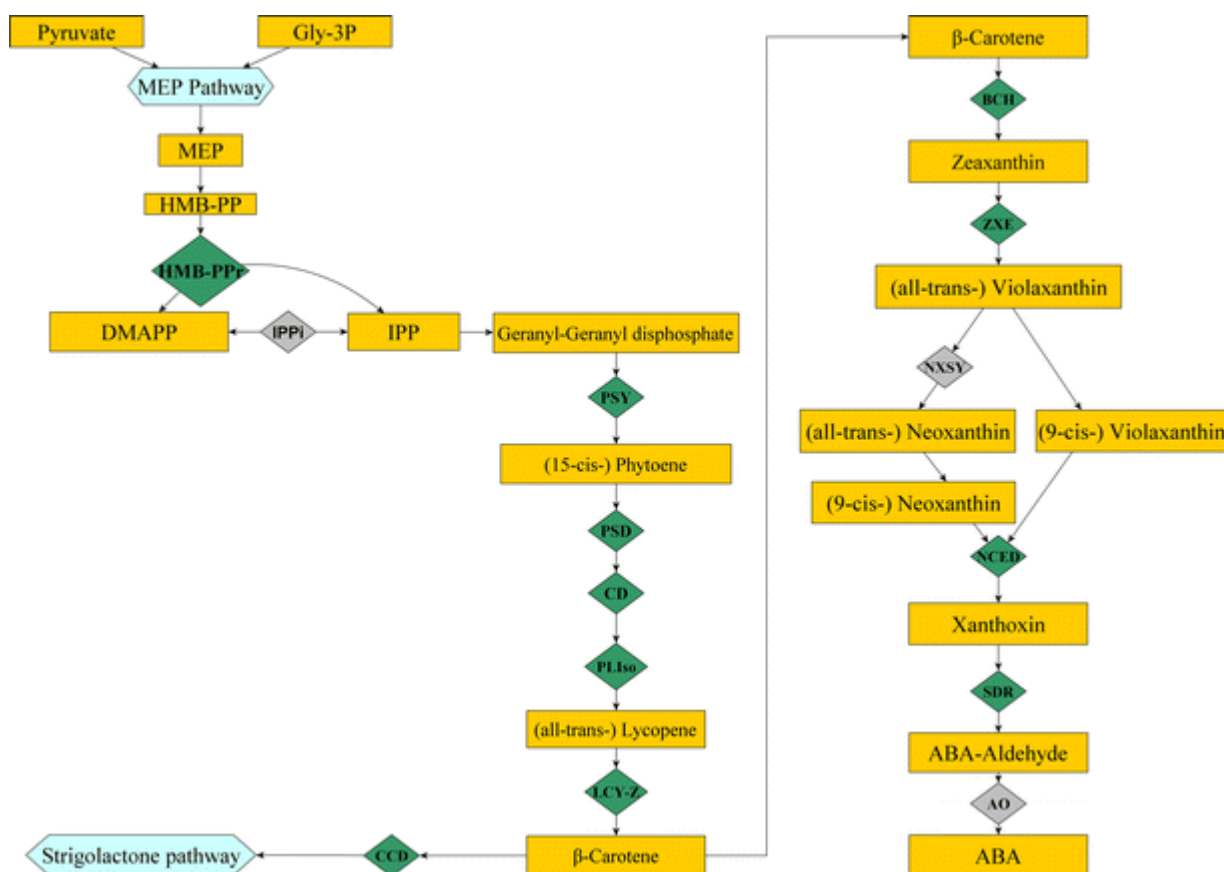 Pyruvate
Gly-3P
MEP Pathway
MEP
HMB-PP
HMB-PPr
DMAPP
IPPi
IPP
Geranyl-Geranyl disphosphate
PSY
(15-cis-) Phytoene
PSD
CD
PLIso
(all-trans-) Lycopene
LCY-Z
β-Carotene
CCD
Strigolactone pathway
β-Carotene
BCH
Zeaxanthin
ZXE
(all-trans-) Violaxanthin
NXSY
(all-trans-) Neoxanthin
(9-cis-) Violaxanthin
(9-cis-) Neoxanthin
NCED
Xanthoxin
SDR
ABA-Aldehyde
AO
ABA